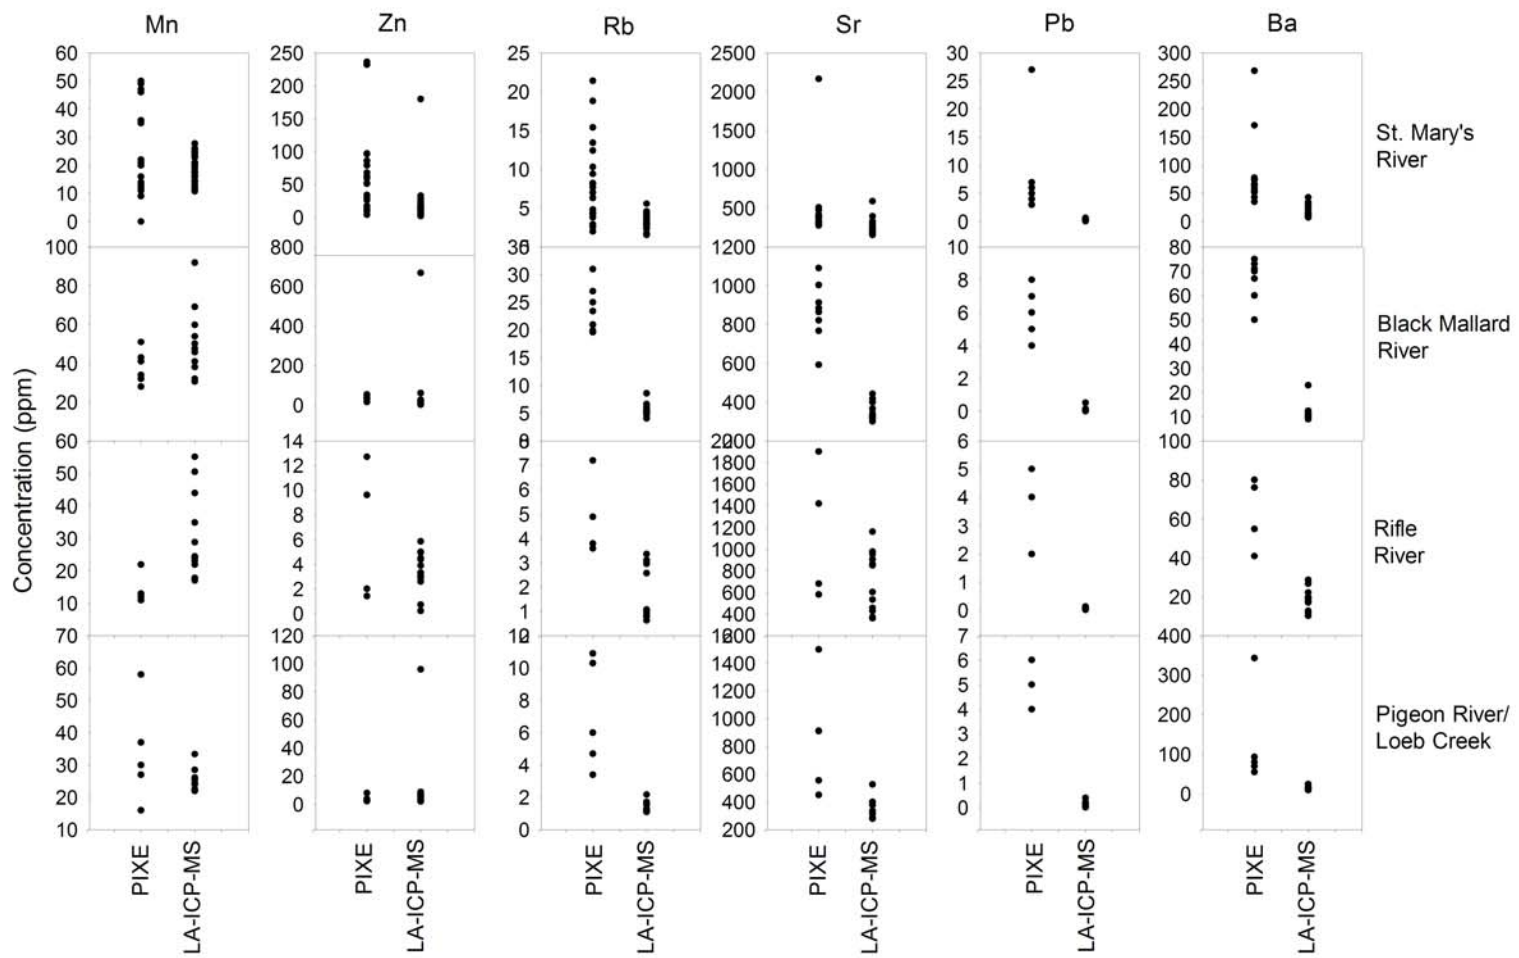 Mn Zn Rb Sr Pb Ba
60 50 40 30 20 10 0
250 200 150 100 50 0
25 20 15 10 5
2500 2000 1500 1000 500
30 25 20 15 10 5 0
300 250 200 150 100 50 0
St. Mary's
River
100 80 60 40 20
800 600 400 200 0
30 25 20 15 10 5
1200 1000 800 600 400
10 8 6 4 2 0
80 70 60 50 40 30 20 10
Black Mallard
River
Concentration (ppm)
60 50 40 30 20 10
14 12 10 8 6 4 2 0
7 6 5 4 3 2 1
1800 1600 1400 1200 1000 800 600 400
6 5 4 3 2 1 0
100 80 60 40 20
Rifle
River
70 60 50 40 30 20 10
120 100 80 60 40 20 0
10 8 6 4 2 0
1400 1200 1000 800 600 400 200
7 6 5 4 3 2 1 0
400 300 200 100 0
Pigeon River/
Loeb Creek
PIXE LA-ICP-MS PIXE LA-ICP-MS PIXE LA-ICP-MS PIXE LA-ICP-MS PIXE LA-ICP-MS PIXE LA-ICP-MS